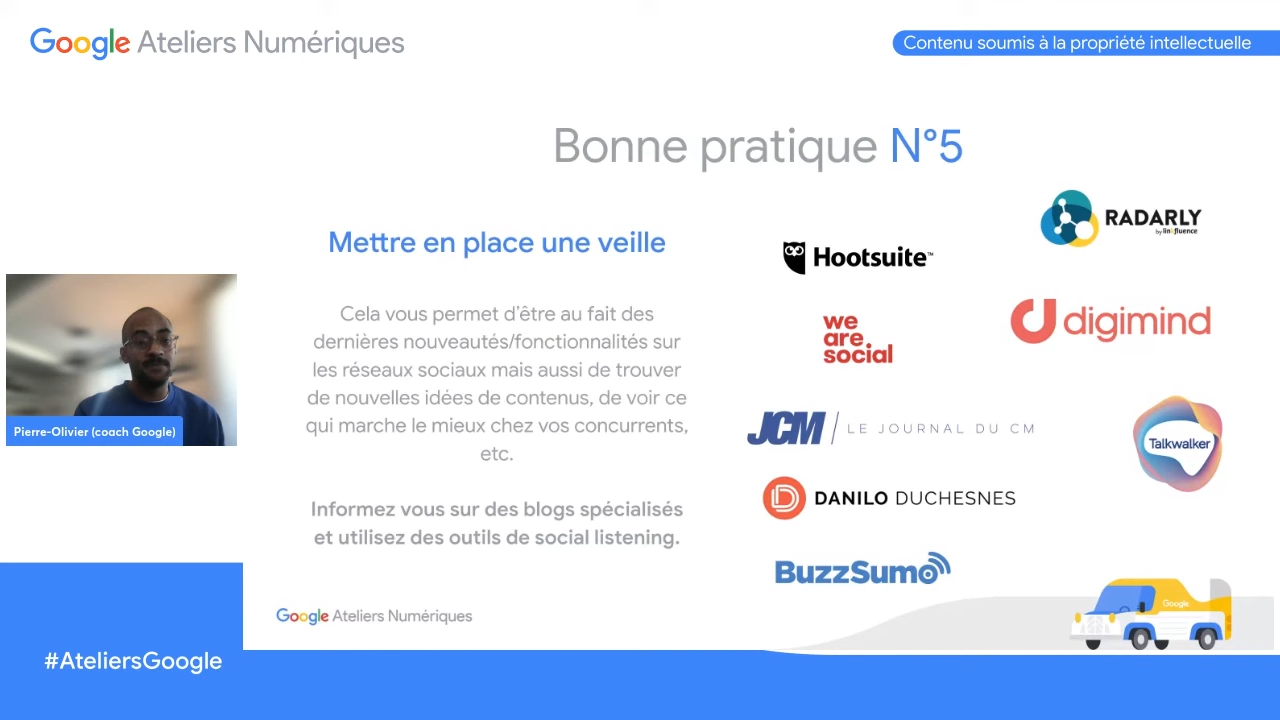 Google Ateliers Numériques
Contenu soumis à la propriété intellectuelle
Bonne pratique N°5
Mettre en place une veille
Cela vous permet d'être au fait des
dernières nouveautés/fonctionnalités sur
les réseaux sociaux mais aussi de trouver
de nouvelles idées de contenus, de voir ce
qui marche le mieux chez vos concurrents,
etc.
Informez vous sur des blogs spécialisés
et utilisez des outils de social listening.
RADARLY
by linkfluence
Hootsuite™
we
are
social
digimind
JCM / LE JOURNAL DU CM
Talkwalker
DANILO DUCHESNES
BuzzSumo
Google
Pierre-Olivier (coach Google)
Google Ateliers Numériques
#AteliersGoogle